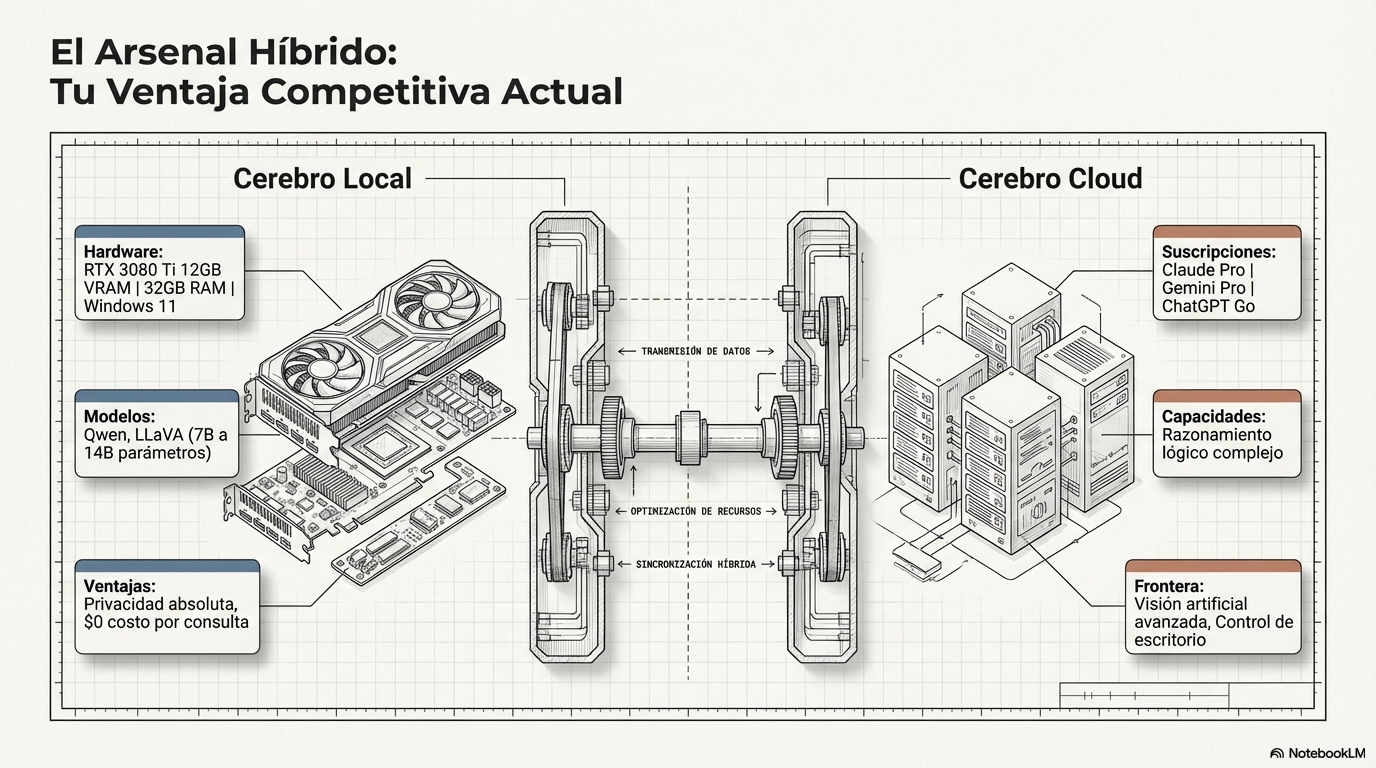 El Arsenal Híbrido:
Tu Ventaja Competitiva Actual
Cerebro Local
Cerebro Cloud
Hardware:
RTX 3080 Ti 12GB
VRAM | 32GB RAM |
Windows 11
Modelos:
Qwen, LLaVA (7B a
14B parámetros)
Ventajas:
Privacidad absoluta,
$0 costo por consulta
TRANSMISIÓN DE DATOS
OPTIMIZACIÓN DE RECURSOS
SINCRONIZACIÓN HÍBRIDA
Suscripciones:
Claude Pro |
Gemini Pro |
ChatGPT Go
Capacidades:
Razonamiento
lógico complejo
Frontera:
Visión artificial
avanzada, Control de
escritorio
NotebookLM